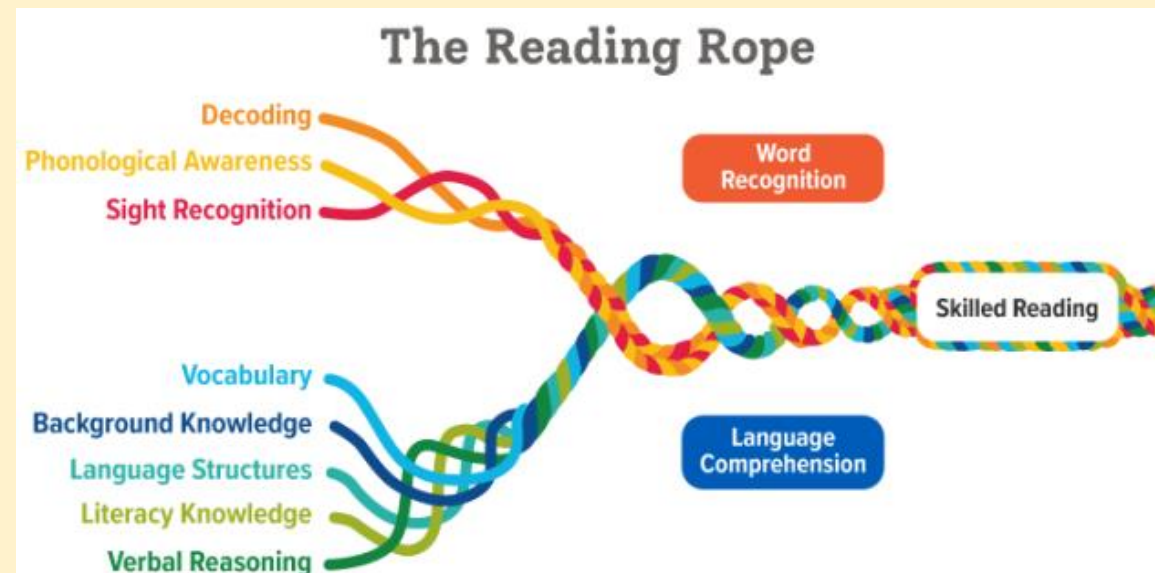 The Reading Rope
Decoding
Phonological Awareness
Sight Recognition
Word
Recognition
Skilled Reading
Vocabulary
Background Knowledge
Language Structures
Literacy Knowledge
Verbal Reasoning
Language
Comprehension